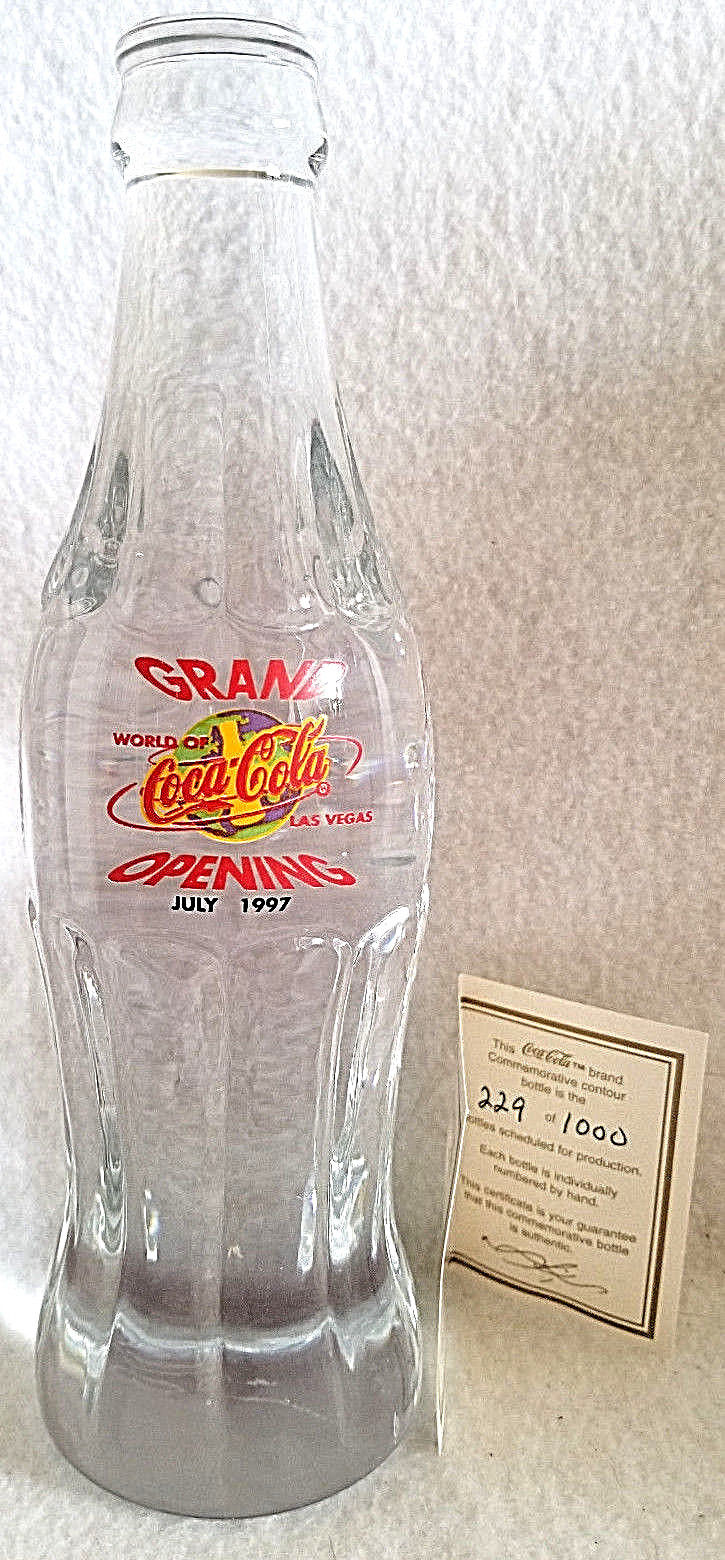 GRAND
WORLD OF
Coca-Cola®
LAS VEGAS
OPENING
JULY 1997
This Coca-Cola™ brand
Commemorative contour
bottle is the
229 of 1000
bottles scheduled for production.
Each bottle is individually
numbered by hand.
This certificate is your guarantee
that this commemorative bottle
is authentic.